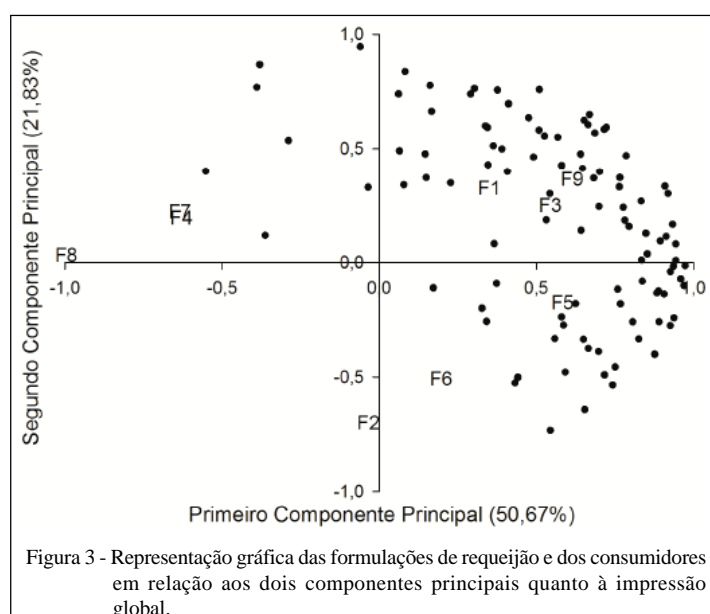 Segundo Componente Principal (21,83%)
1,0
0,5
0,0
-0,5
-1,0
-1,0
-0,5
0,0
0,5
1,0
F1
F9
F3
F7
F4
F8
F5
F6
F2
Primeiro Componente Principal (50,67%)
Figura 3 - Representação gráfica das formulações de requeijão e dos consumidores
em relação aos dois componentes principais quanto à impressão
global.